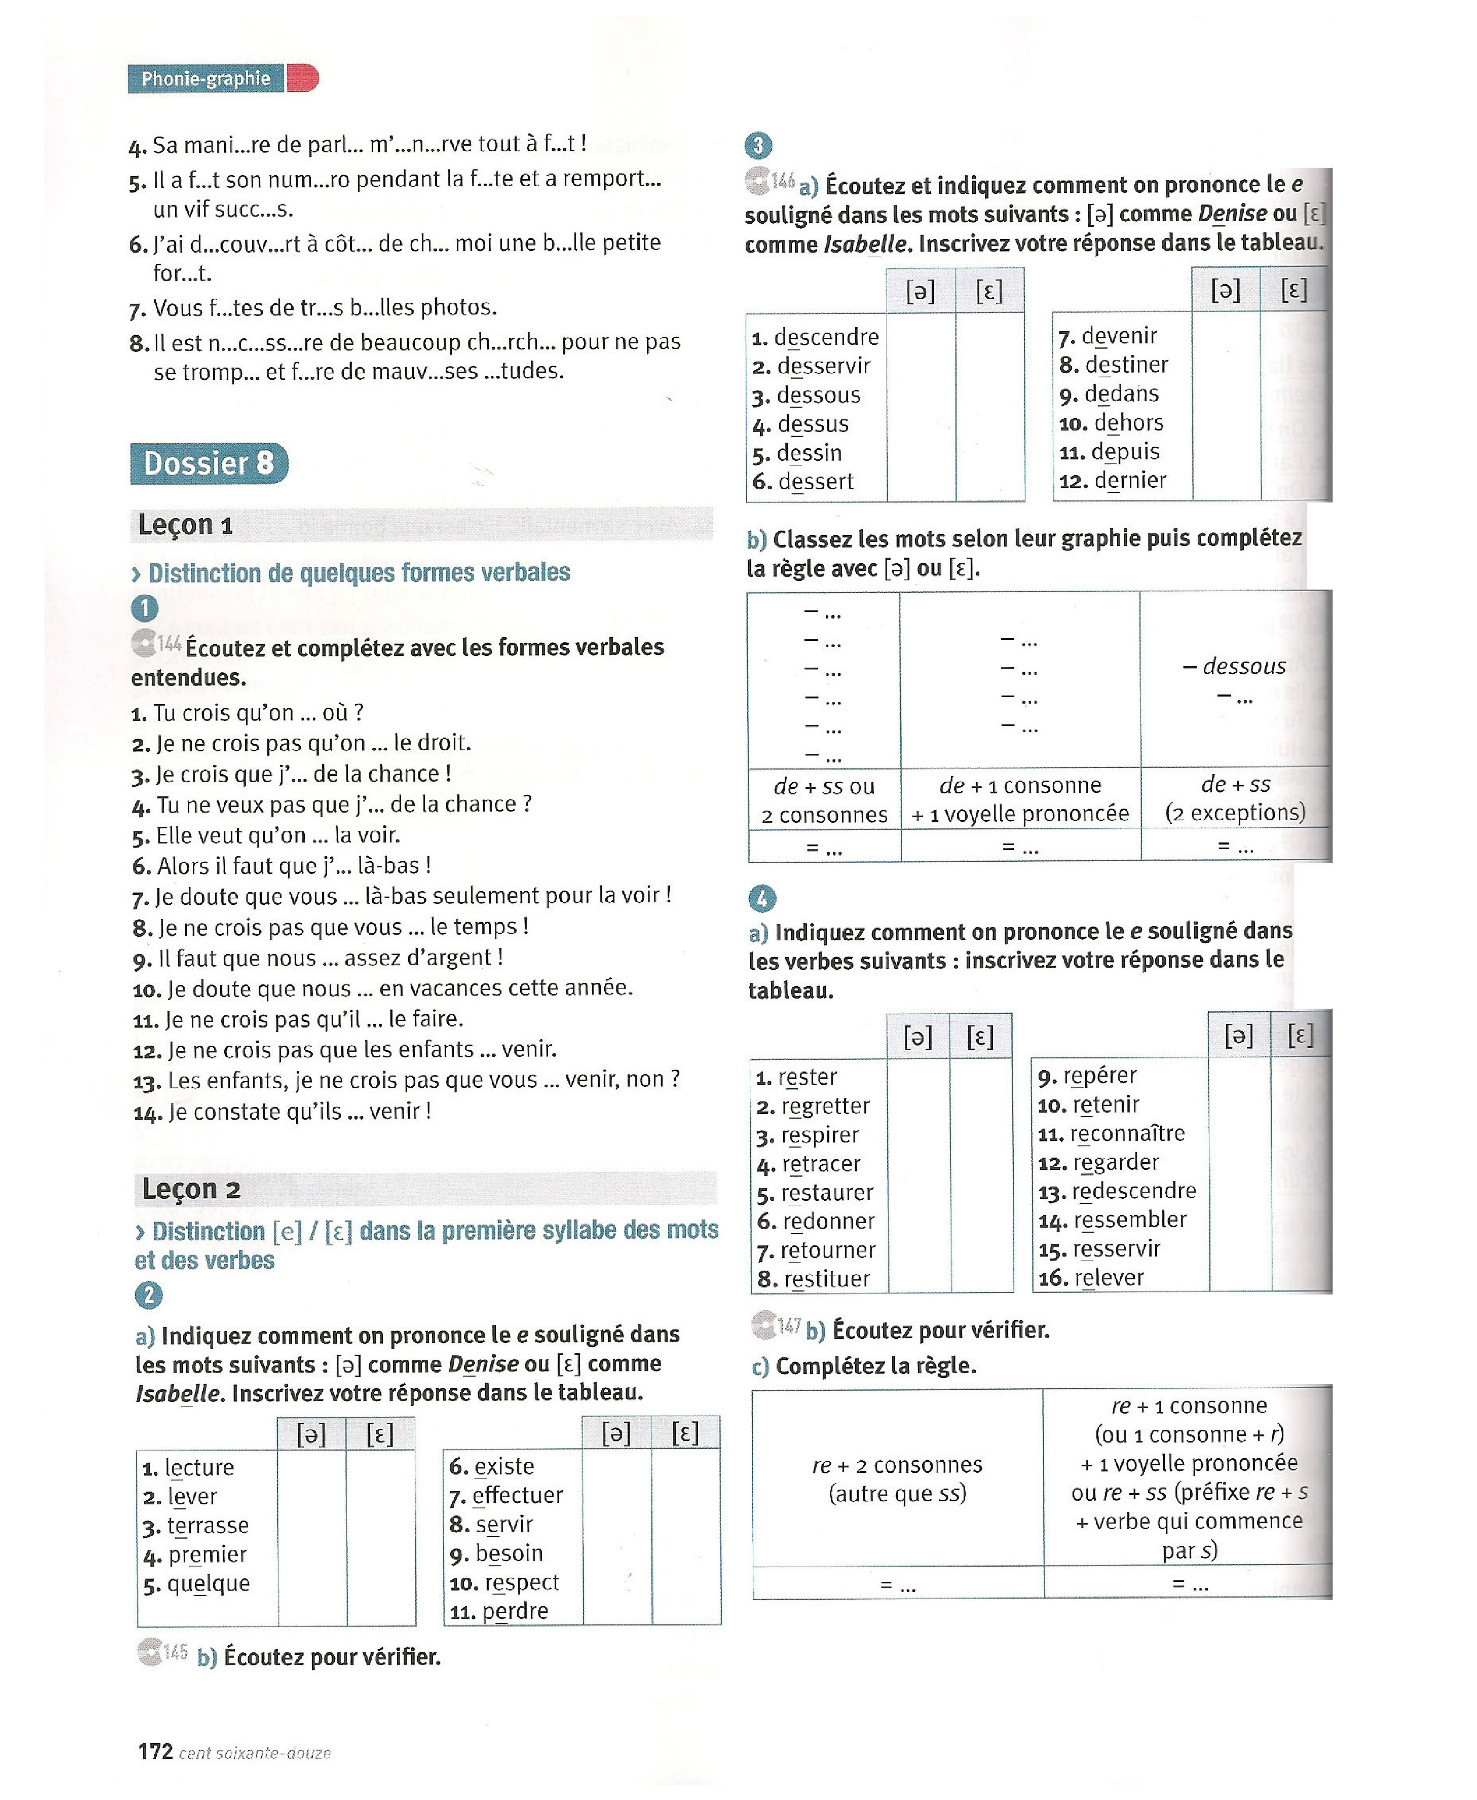 Phonie-graphie
4. Sa mani...re de parl... m'...n...rve tout à f...t !
5. Il a f...t son num...ro pendant la f...te et a remport...
un vif succ...s.
6. J'ai d...couv...rt à côt... de ch... moi une b...lle petite
for...t.
7. Vous f...tes de tr...s b...lles photos.
8. Il est n...c...ss...re de beaucoup ch...rch... pour ne pas
se tromp... et f...re de mauv...ses ...tudes.
Dossier 8
Leçon 1
› Distinction de quelques formes verbales
1
144 Écoutez et complétez avec les formes verbales
entendues.
1. Tu crois qu'on ... où ?
2. Je ne crois pas qu'on ... le droit.
3. Je crois que j'... de la chance !
4. Tu ne veux pas que j'... de la chance ?
5. Elle veut qu'on ... la voir.
6. Alors il faut que j'... là-bas !
7. Je doute que vous ... là-bas seulement pour la voir !
8. Je ne crois pas que vous ... le temps !
9. Il faut que nous ... assez d'argent !
10. Je doute que nous ... en vacances cette année.
11. Je ne crois pas qu'il ... le faire.
12. Je ne crois pas que les enfants ... venir.
13. Les enfants, je ne crois pas que vous ... venir, non ?
14. Je constate qu'ils ... venir !
Leçon 2
› Distinction [e] / [ɛ] dans la première syllabe des mots
et des verbes
2
a) Indiquez comment on prononce le e souligné dans
les mots suivants : [ə] comme Denise ou [ɛ] comme
Isabelle. Inscrivez votre réponse dans le tableau.
[ə] [ɛ]
1. lecture
2. lever
3. terrasse
4. premier
5. quelque
[ə] [ɛ]
6. existe
7. effectuer
8. servir
9. besoin
10. respect
11. perdre
145 b) Écoutez pour vérifier.
172 cent soixante-douze
3
146 a) Écoutez et indiquez comment on prononce le e
souligné dans les mots suivants : [ə] comme Denise ou [ɛ]
comme Isabelle. Inscrivez votre réponse dans le tableau.
[ə] [ɛ]
1. descendre
2. desservir
3. dessous
4. dessus
5. dessin
6. dessert
[ə] [ɛ]
7. devenir
8. destiner
9. dedans
10. dehors
11. depuis
12. dernier
b) Classez les mots selon leur graphie puis complétez
la règle avec [ə] ou [ɛ].
– ...
– ...
– ...
– ...
– ...
– ...
de + ss ou
2 consonnes
= ...
– ...
– ...
– ...
– ...
de + 1 consonne
+ 1 voyelle prononcée
= ...
– dessous
– ...
de + ss
(2 exceptions)
= ...
4
a) Indiquez comment on prononce le e souligné dans
les verbes suivants : inscrivez votre réponse dans le
tableau.
[ə] [ɛ]
1. rester
2. regretter
3. respirer
4. retracer
5. restaurer
6. redonner
7. retourner
8. restituer
[ə] [ɛ]
9. repérer
10. retenir
11. reconnaître
12. regarder
13. redescendre
14. ressembler
15. resservir
16. relever
147 b) Écoutez pour vérifier.
c) Complétez la règle.
re + 2 consonnes
(autre que ss)
= ...
re + 1 consonne
(ou 1 consonne + r)
+ 1 voyelle prononcée
ou re + ss (préfixe re + s
+ verbe qui commence
par s)
= ...